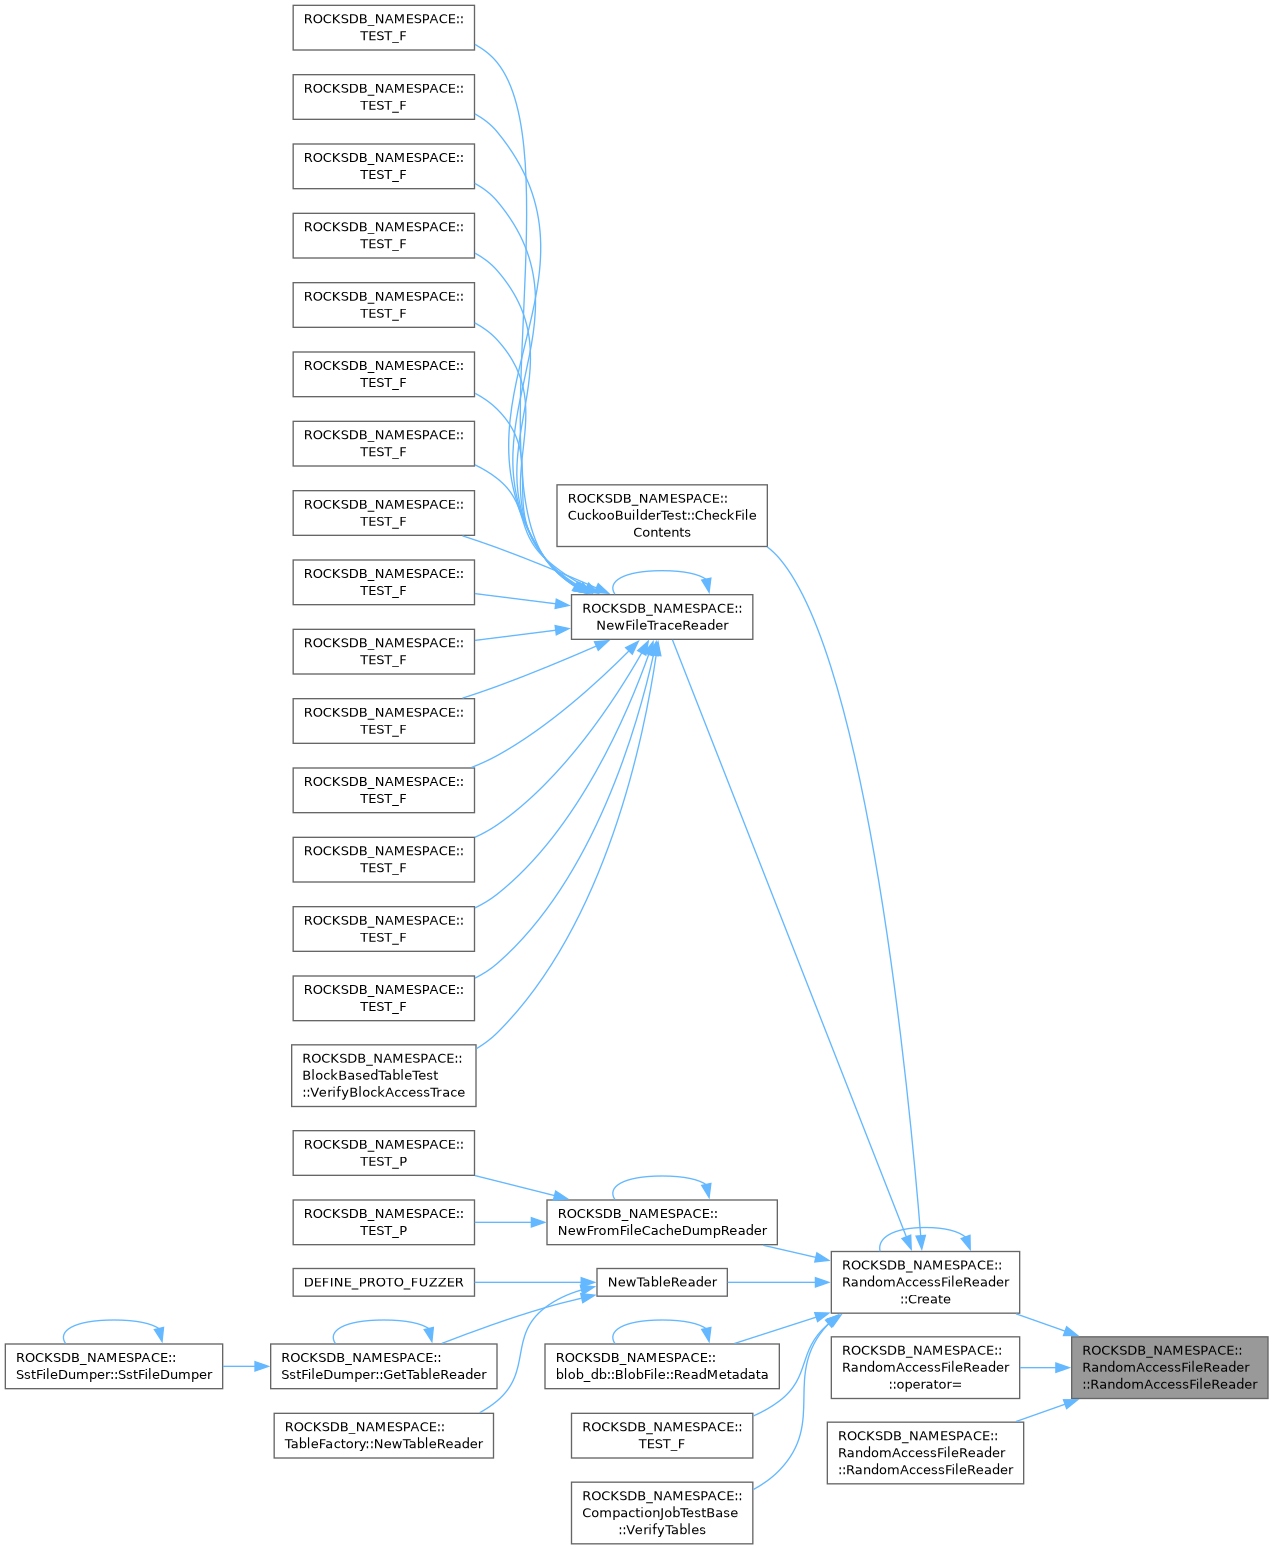 ROCKSDB_NAMESPACE::
TEST_F
ROCKSDB_NAMESPACE::
TEST_F
ROCKSDB_NAMESPACE::
TEST_F
ROCKSDB_NAMESPACE::
TEST_F
ROCKSDB_NAMESPACE::
TEST_F
ROCKSDB_NAMESPACE::
TEST_F
ROCKSDB_NAMESPACE::
TEST_F
ROCKSDB_NAMESPACE::
TEST_F
ROCKSDB_NAMESPACE::
TEST_F
ROCKSDB_NAMESPACE::
TEST_F
ROCKSDB_NAMESPACE::
TEST_F
ROCKSDB_NAMESPACE::
TEST_F
ROCKSDB_NAMESPACE::
TEST_F
ROCKSDB_NAMESPACE::
TEST_F
ROCKSDB_NAMESPACE::
TEST_F
ROCKSDB_NAMESPACE::
BlockBasedTableTest
::VerifyBlockAccessTrace
ROCKSDB_NAMESPACE::
CuckooBuilderTest::CheckFile
Contents
ROCKSDB_NAMESPACE::
NewFileTraceReader
ROCKSDB_NAMESPACE::
TEST_P
ROCKSDB_NAMESPACE::
TEST_P
ROCKSDB_NAMESPACE::
NewFromFileCacheDumpReader
DEFINE_PROTO_FUZZER
NewTableReader
ROCKSDB_NAMESPACE::
RandomAccessFileReader
::Create
ROCKSDB_NAMESPACE::
SstFileDumper::SstFileDumper
ROCKSDB_NAMESPACE::
SstFileDumper::GetTableReader
ROCKSDB_NAMESPACE::
blob_db::BlobFile::ReadMetadata
ROCKSDB_NAMESPACE::
RandomAccessFileReader
::operator=
ROCKSDB_NAMESPACE::
RandomAccessFileReader
::RandomAccessFileReader
ROCKSDB_NAMESPACE::
TableFactory::NewTableReader
ROCKSDB_NAMESPACE::
TEST_F
ROCKSDB_NAMESPACE::
RandomAccessFileReader
::RandomAccessFileReader
ROCKSDB_NAMESPACE::
CompactionJobTestBase
::VerifyTables